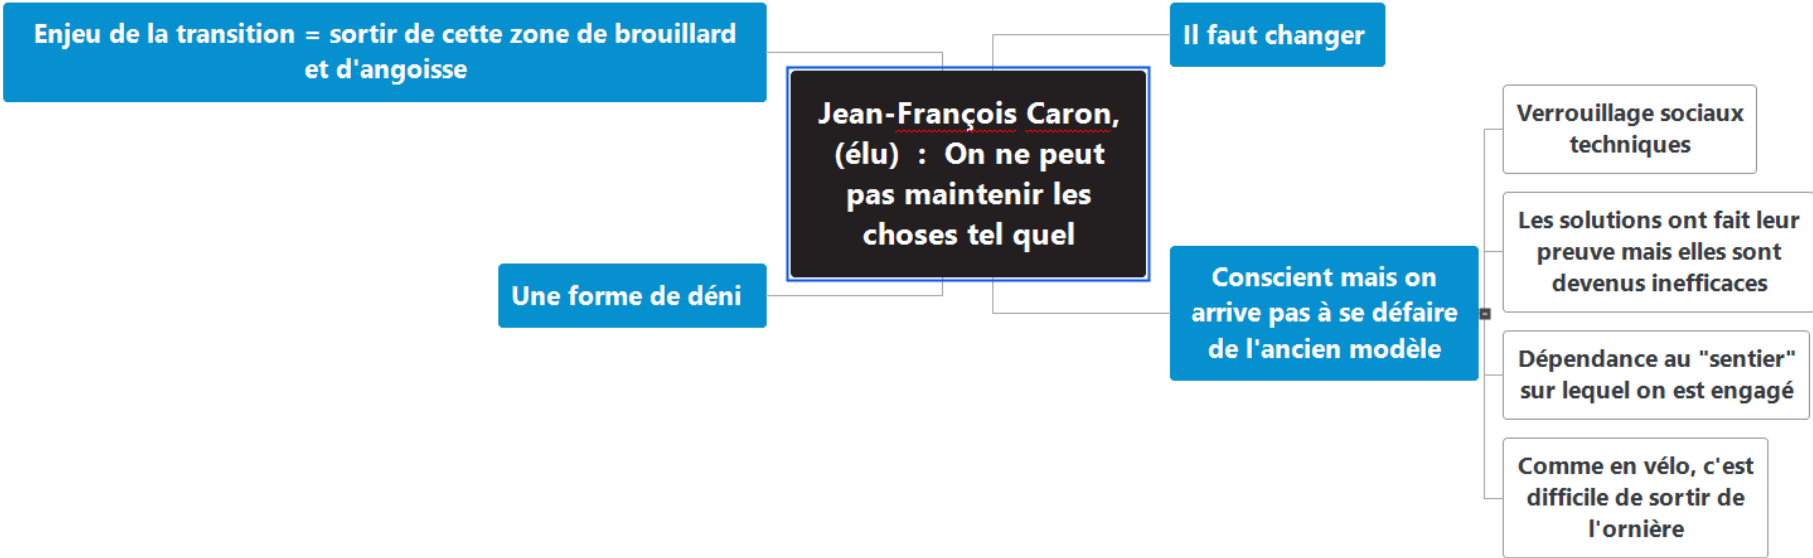 Enjeu de la transition = sortir de cette zone de brouillard
et d'angoisse
Il faut changer
Jean-François Caron,
(élu) : On ne peut
pas maintenir les
choses tel quel
Une forme de déni
Conscient mais on
arrive pas à se défaire
de l'ancien modèle
Verrouillage sociaux
techniques
Les solutions ont fait leur
preuve mais elles sont
devenus inefficaces
Dépendance au "sentier"
sur lequel on est engagé
Comme en vélo, c'est
difficile de sortir de
l'ornière